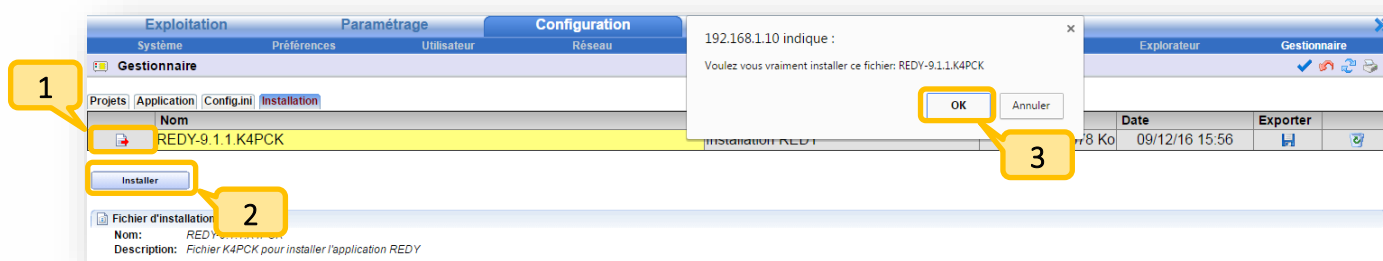 Exploitation Paramétrage Configuration
Système Préférences Utilisateur Réseau Explorateur Gestionnaire
Gestionnaire
192.168.1.10 indique :
Voulez vous vraiment installer ce fichier: REDY-9.1.1.K4PCK
OK Annuler
1
Projets Application Config.ini Installation
Nom Date Exporter
REDY-9.1.1.K4PCK Installation REDY 78 Ko 09/12/16 15:56
3
Installer
2
Fichier d'installation
Nom:
Description: Fichier K4PCK pour installer l'application REDY